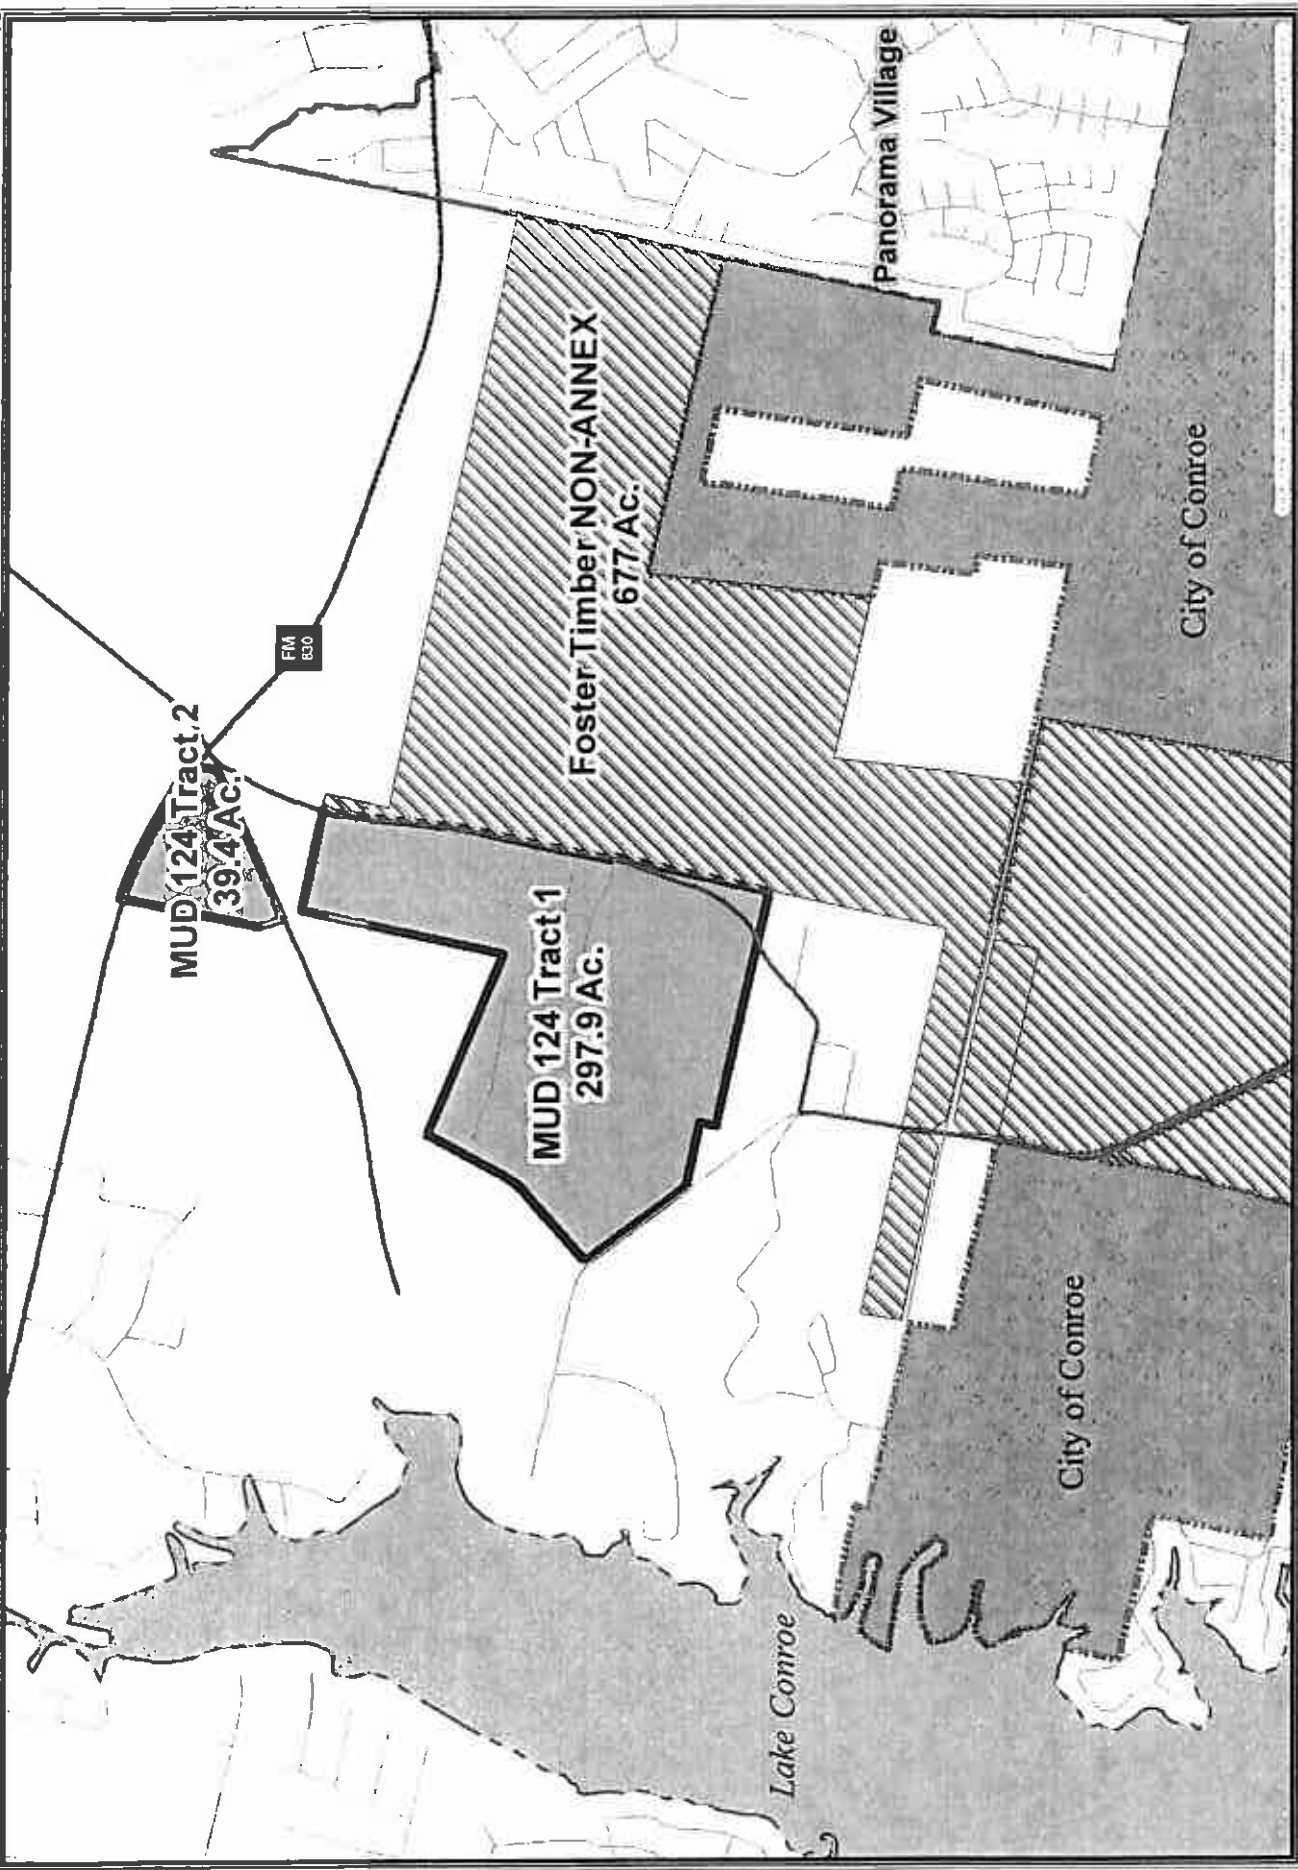 MUD 124 Tract 2
39.4 Ac.
FM
830
MUD 124 Tract 1
297.9 Ac.
Foster Timber NON-ANNEX
677 Ac.
Panorama Village
Lake Conroe
City of Conroe
City of Conroe